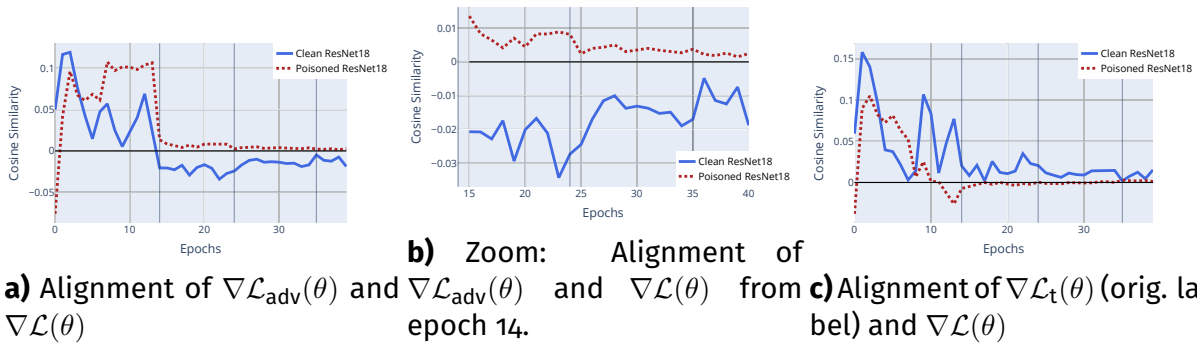 Clean ResNet18
Poisoned ResNet18
0.1
0.05
0
−0.05
Cosine Similarity
0
10
20
30
Epochs
a) Alignment of ∇ℒadv(θ) and
∇ℒ(θ)
0.01
0
−0.01
−0.02
−0.03
Cosine Similarity
Clean ResNet18
Poisoned ResNet18
15
20
25
30
35
40
Epochs
b) Zoom: Alignment of
∇ℒadv(θ) and ∇ℒ(θ) from
epoch 14.
Clean ResNet18
Poisoned ResNet18
0.15
0.1
0.05
0
Cosine Similarity
0
10
20
30
Epochs
c) Alignment of ∇ℒt(θ) (orig. la-
bel) and ∇ℒ(θ)